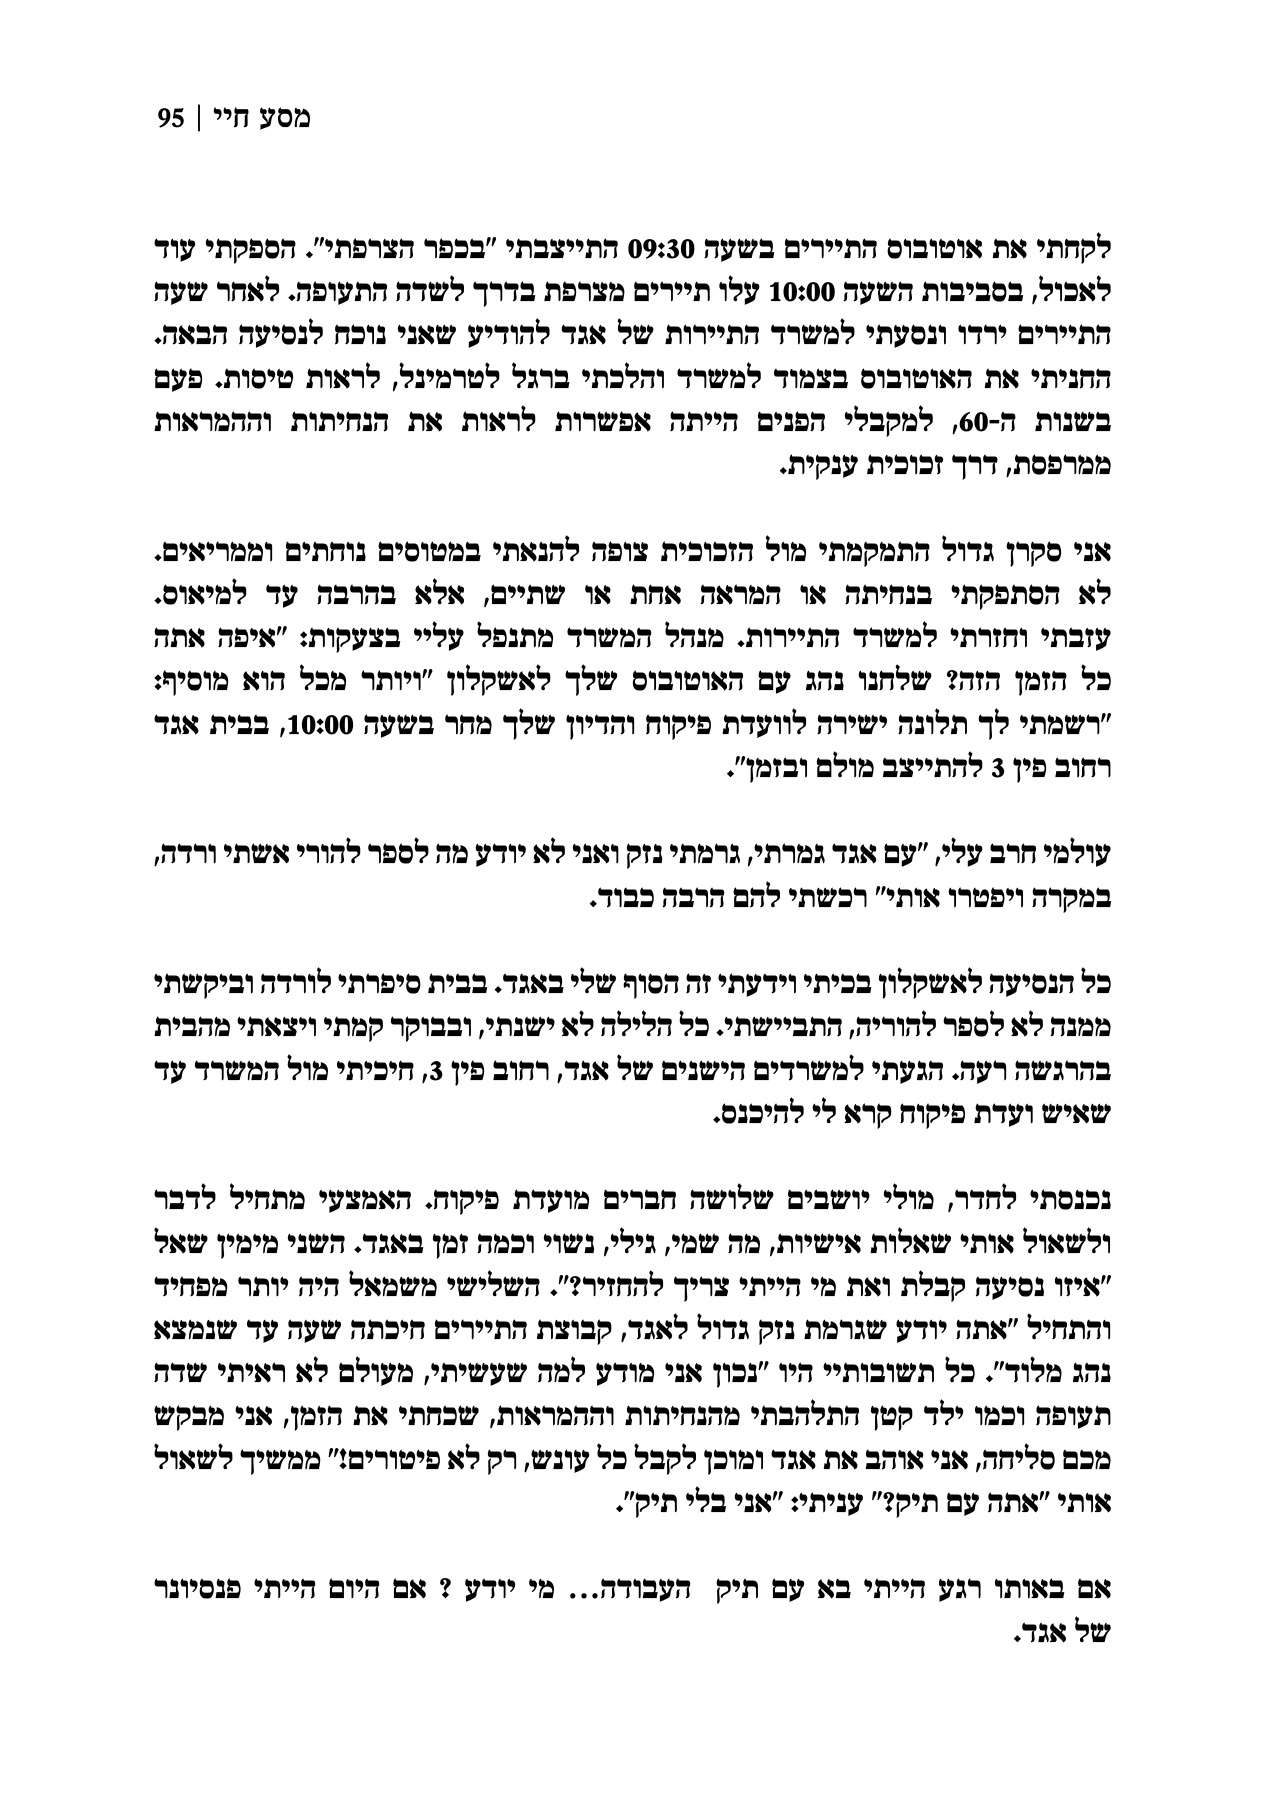 מסע חיי | 95
לקחתי את אוטובוס התיירים בשעה 09:30 התייצבתי "בכפר הצרפתי". הספקתי עוד
לאכול, בסביבות השעה 10:00 עלו תיירים מצרפת בדרך לשדה התעופה. לאחר שעה
התיירים ירדו ונסעתי למשרד התיירות של אגד להודיע שאני נוכח לנסיעה הבאה.
החניתי את האוטובוס בצמוד למשרד והלכתי ברגל לטרמינל, לראות טיסות. פעם
בשנות ה-60, למקבלי הפנים הייתה אפשרות לראות את הנחיתות וההמראות
ממרפסת, דרך זכוכית ענקית.
אני סקרן גדול התמקמתי מול הזכוכית צופה להנאתי במטוסים נוחתים וממריאים.
לא הסתפקתי בנחיתה או המראה אחת או שתיים, אלא בהרבה עד למיאוס.
עזבתי וחזרתי למשרד התיירות. מנהל המשרד מתנפל עליי בצעקות: "איפה אתה
כל הזמן הזה? שלחנו נהג עם האוטובוס שלך לאשקלון "ויותר מכל הוא מוסיף:
"רשמתי לך תלונה ישירה לוועדת פיקוח והדיון שלך מחר בשעה 10:00, בבית אגד
רחוב פין 3 להתייצב מולם ובזמן".
עולמי חרב עלי, "עם אגד גמרתי, גרמתי נזק ואני לא יודע מה לספר להורי אשתי ורדה,
במקרה ויפטרו אותי" רכשתי להם הרבה כבוד.
כל הנסיעה לאשקלון בכיתי וידעתי זה הסוף שלי באגד. בבית סיפרתי לורדה וביקשתי
ממנה לא לספר להוריה, התביישתי. כל הלילה לא ישנתי, ובבוקר קמתי ויצאתי מהבית
בהרגשה רעה. הגעתי למשרדים הישנים של אגד, רחוב פין 3, חיכיתי מול המשרד עד
שאיש ועדת פיקוח קרא לי להיכנס.
נכנסתי לחדר, מולי יושבים שלושה חברים מועדת פיקוח. האמצעי מתחיל לדבר
ולשאול אותי שאלות אישיות, מה שמי, גילי, נשוי וכמה זמן באגד. השני מימין שאל
"איזו נסיעה קבלת ואת מי הייתי צריך להחזיר?". השלישי משמאל היה יותר מפחיד
והתחיל "אתה יודע שגרמת נזק גדול לאגד, קבוצת התיירים חיכתה שעה עד שנמצא
נהג מלוד". כל תשובותיי היו "נכון אני מודע למה שעשיתי, מעולם לא ראיתי שדה
תעופה וכמו ילד קטן התלהבתי מהנחיתות וההמראות, שכחתי את הזמן, אני מבקש
מכם סליחה, אני אוהב את אגד ומוכן לקבל כל עונש, רק לא פיטורים!" ממשיך לשאול
אותי "אתה עם תיק?" עניתי: "אני בלי תיק".
אם באותו רגע הייתי בא עם תיק  העבודה... מי יודע ? אם היום הייתי פנסיונר
של אגד.